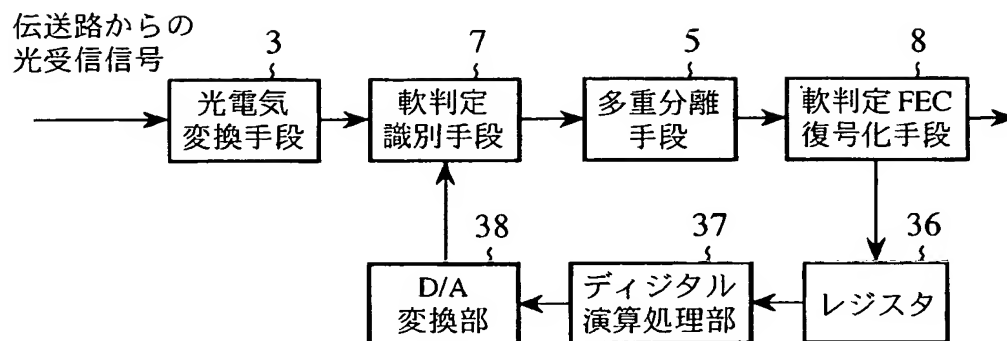 伝送路からの
光受信信号
3
7
5
8
光電気
変換手段
軟判定
識別手段
多重分離
手段
軟判定 FEC
復号化手段
38
37
36
D/A
変換部
ディジタル
演算処理部
レジスタ